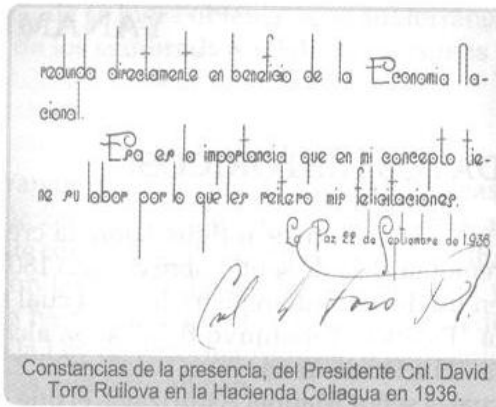 redunda directamente en beneficio de la Economia Na-
cional.
Esa es la importancia que en mi concepto tie-
ne su labor por lo que les reitero mis felicitaciones.
La Paz 22 de Septiembre de 1936
Cnl D Toro R.
Constancias de la presencia, del Presidente Cnl. David
Toro Ruilova en la Hacienda Collagua en 1936.